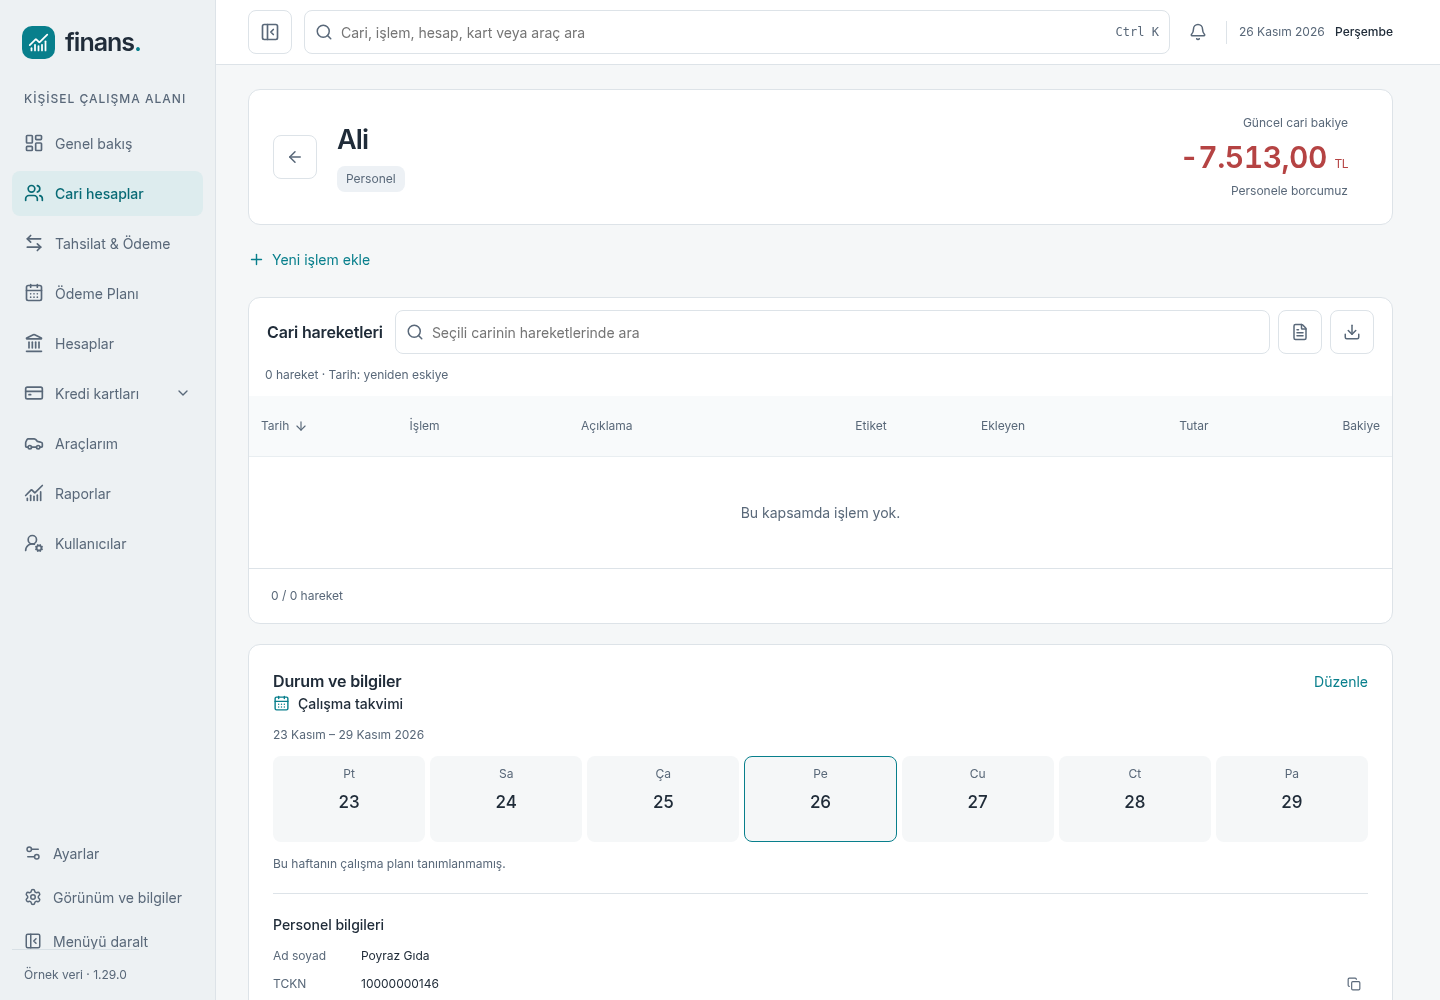 finans.
Cari, işlem, hesap, kart veya araç ara
Ctrl K
26 Kasım 2026 Perşembe
KİŞİSEL ÇALIŞMA ALANI
Genel bakış
Cari hesaplar
Tahsilat & Ödeme
Ödeme Planı
Hesaplar
Kredi kartları
Araçlarım
Raporlar
Kullanıcılar
Ayarlar
Görünüm ve bilgiler
Menüyü daralt
Örnek veri · 1.29.0
Ali
Personel
Güncel cari bakiye
-7.513,00 TL
Personele borcumuz
Yeni işlem ekle
Cari hareketleri
Seçili carinin hareketlerinde ara
0 hareket · Tarih: yeniden eskiye
Tarih İşlem Açıklama Etiket Ekleyen Tutar Bakiye
Bu kapsamda işlem yok.
0 / 0 hareket
Durum ve bilgiler
Düzenle
Çalışma takvimi
23 Kasım – 29 Kasım 2026
Pt Sa Ça Pe Cu Ct Pa
23 24 25 26 27 28 29
Bu haftanın çalışma planı tanımlanmamış.
Personel bilgileri
Ad soyad Poyraz Gıda
TCKN 10000000146